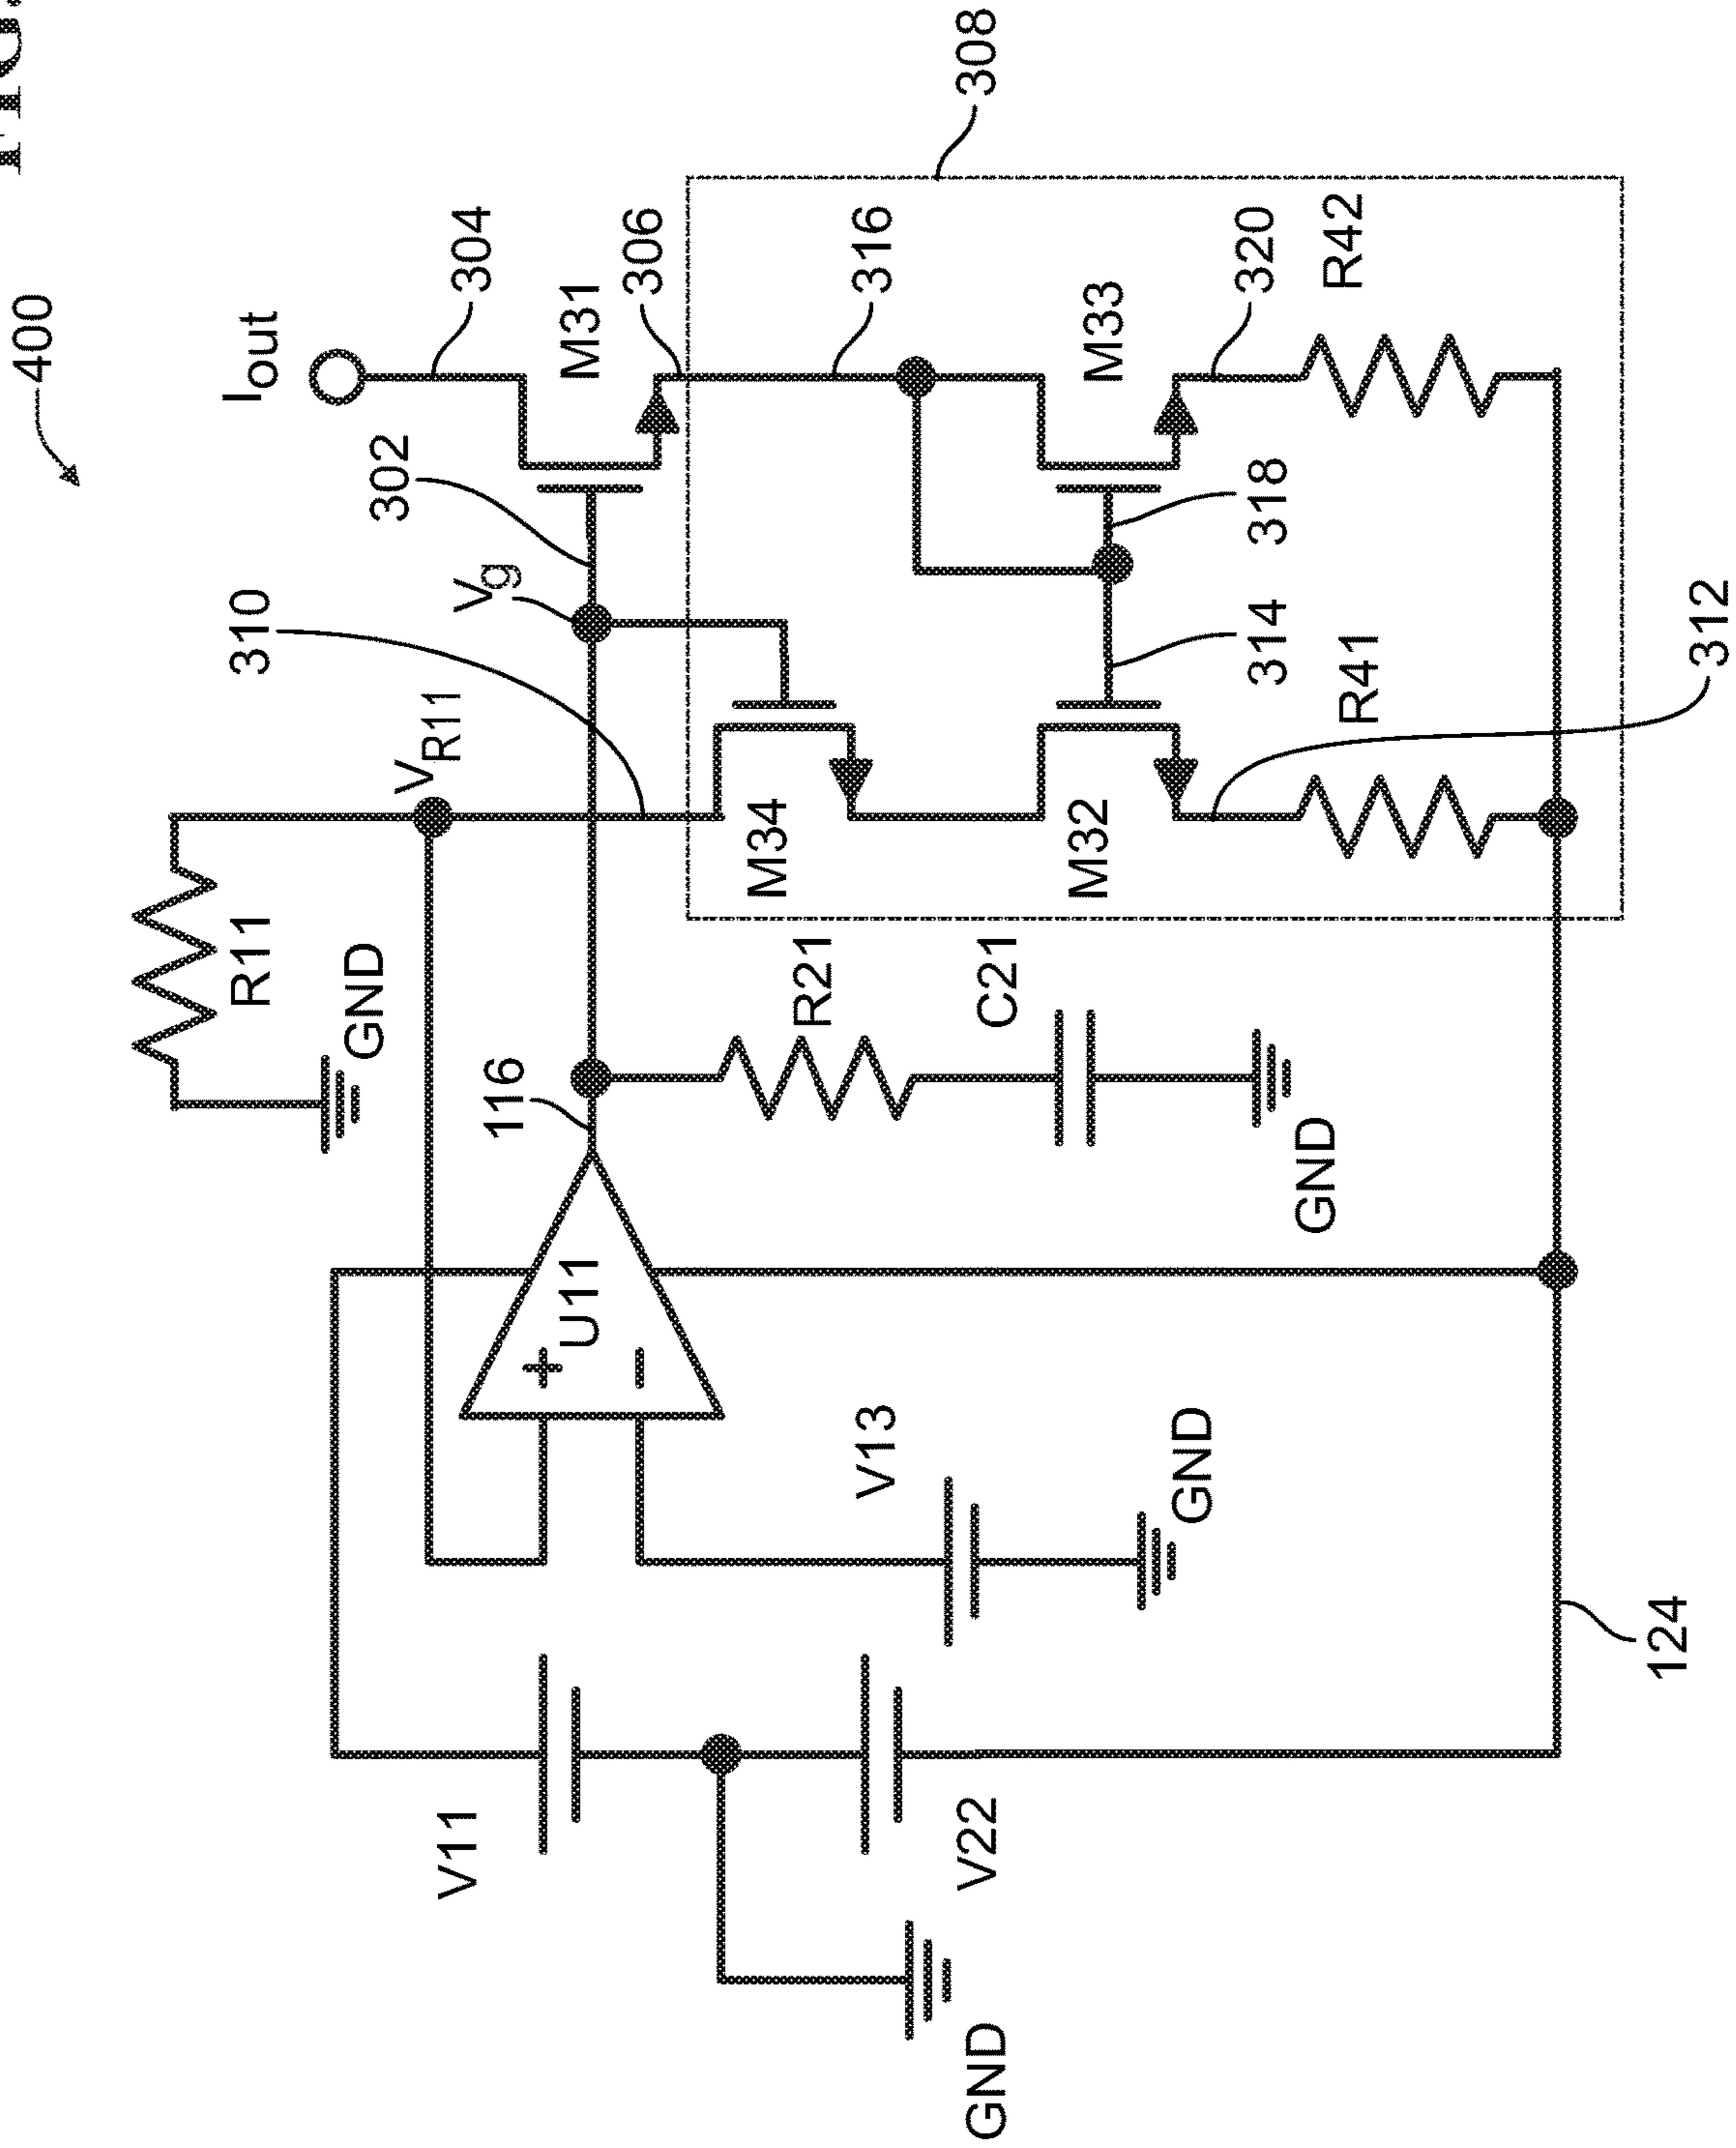 400
Iout
304
302
M31
Vg
306
310
VR11
308
316
R11
GND
M34
318
M33
320
R42
116
314
M32
R41
312
R21
C21
U11
+
−
GND
V13
GND
V11
V22
GND
124